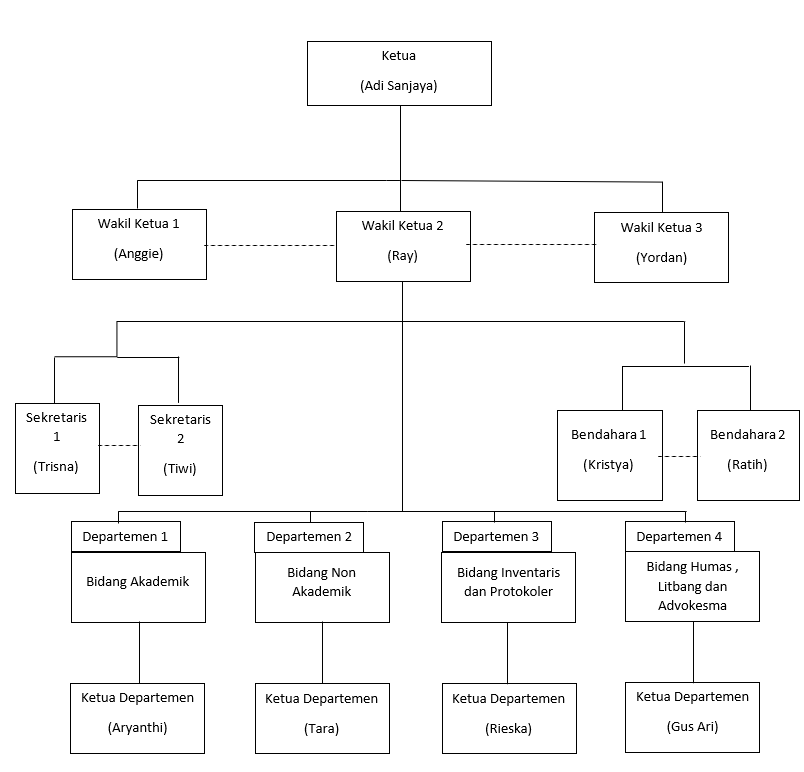 Ketua
(Adi Sanjaya)
Wakil Ketua 1
(Anggie)
Wakil Ketua 2
(Ray)
Wakil Ketua 3
(Yordan)
Sekretaris
1
(Trisna)
Sekretaris
2
(Tiwi)
Bendahara 1
(Kristya)
Bendahara 2
(Ratih)
Departemen 1
Bidang Akademik
Departemen 2
Bidang Non
Akademik
Departemen 3
Bidang Inventaris
dan Protokoler
Departemen 4
Bidang Humas ,
Litbang dan
Advokesma
Ketua Departemen
(Aryanthi)
Ketua Departemen
(Tara)
Ketua Departemen
(Rieska)
Ketua Departemen
(Gus Ari)